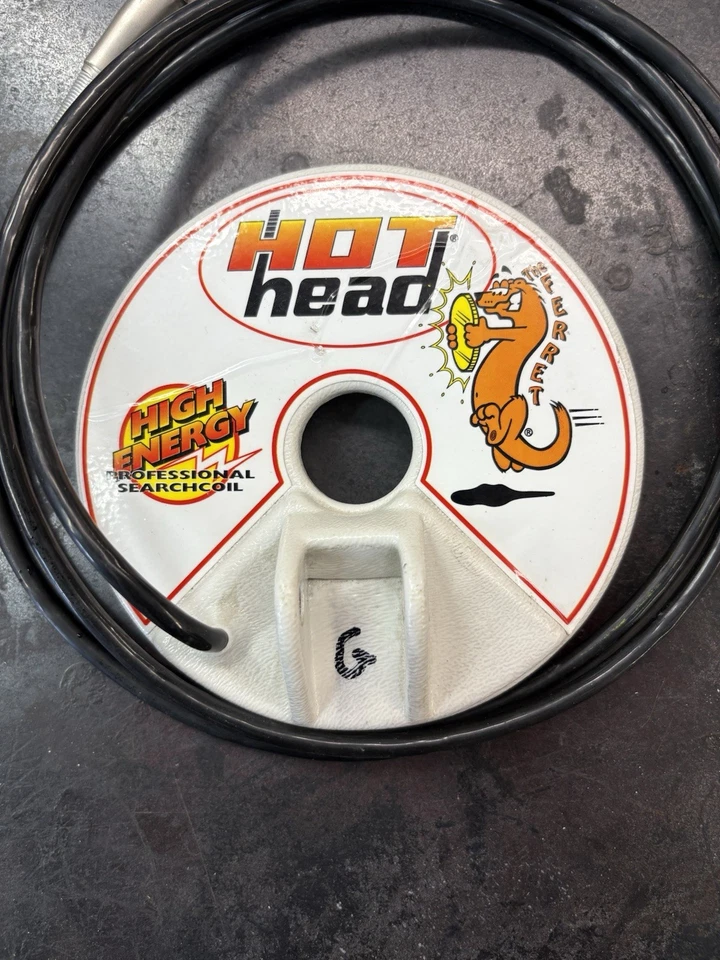 HOT®
head
THE FERRET
®
HIGH
ENERGY
PROFESSIONAL
SEARCHCOIL
G